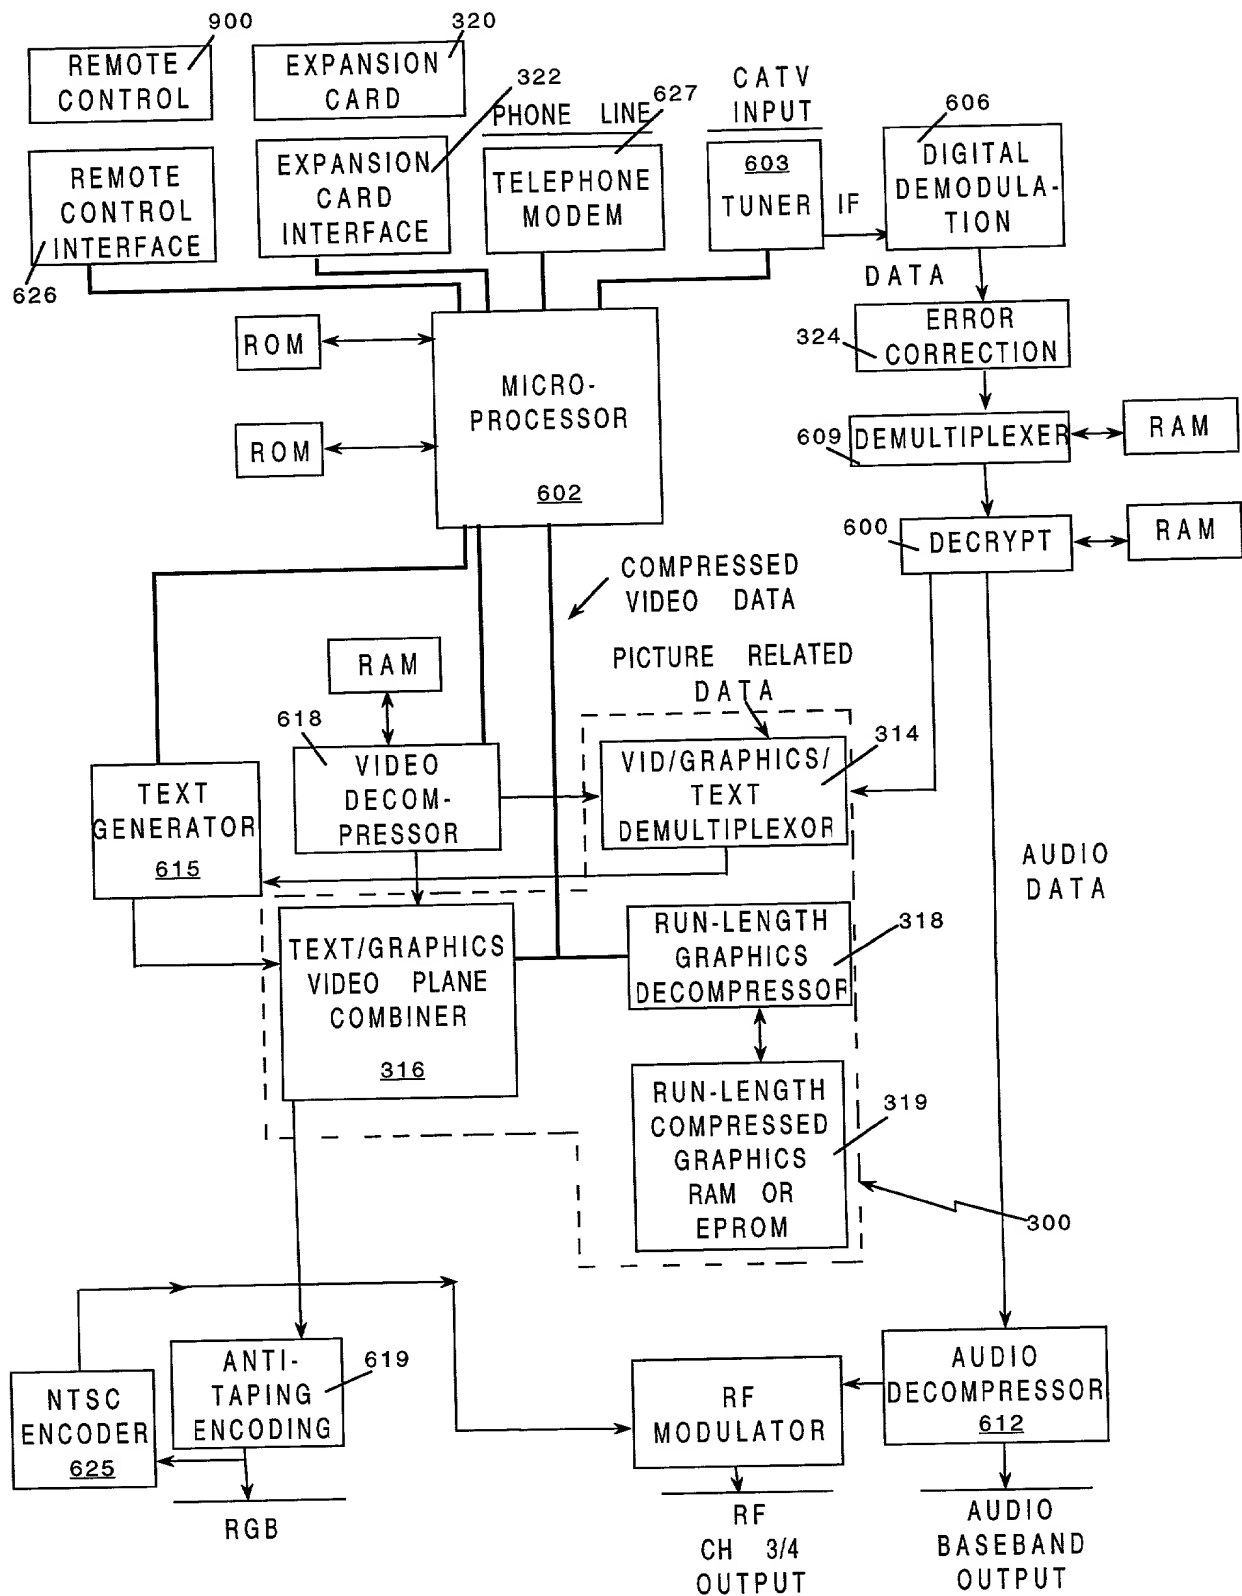 900
320
REMOTE
CONTROL
EXPANSION
CARD
322
PHONE LINE
627
CATV
INPUT
606
REMOTE
CONTROL
INTERFACE
626
EXPANSION
CARD
INTERFACE
TELEPHONE
MODEM
603
TUNER
IF
DIGITAL
DEMODULA-
TION
DATA
ROM
ROM
MICRO-
PROCESSOR
602
324
ERROR
CORRECTION
609
DEMULTIPLEXER
RAM
600
DECRYPT
RAM
COMPRESSED
VIDEO DATA
PICTURE RELATED
DATA
RAM
618
VIDEO
DECOM-
PRESSOR
314
VID/GRAPHICS/
TEXT
DEMULTIPLEXOR
TEXT
GENERATOR
615
AUDIO
DATA
TEXT/GRAPHICS
VIDEO PLANE
COMBINER
316
RUN-LENGTH
GRAPHICS
DECOMPRESSOR
318
RUN-LENGTH
COMPRESSED
GRAPHICS
RAM OR
EPROM
319
300
NTSC
ENCODER
625
ANTI-
TAPING
ENCODING
619
RF
MODULATOR
AUDIO
DECOMPRESSOR
612
RGB
RF
CH 3/4
OUTPUT
AUDIO
BASEBAND
OUTPUT